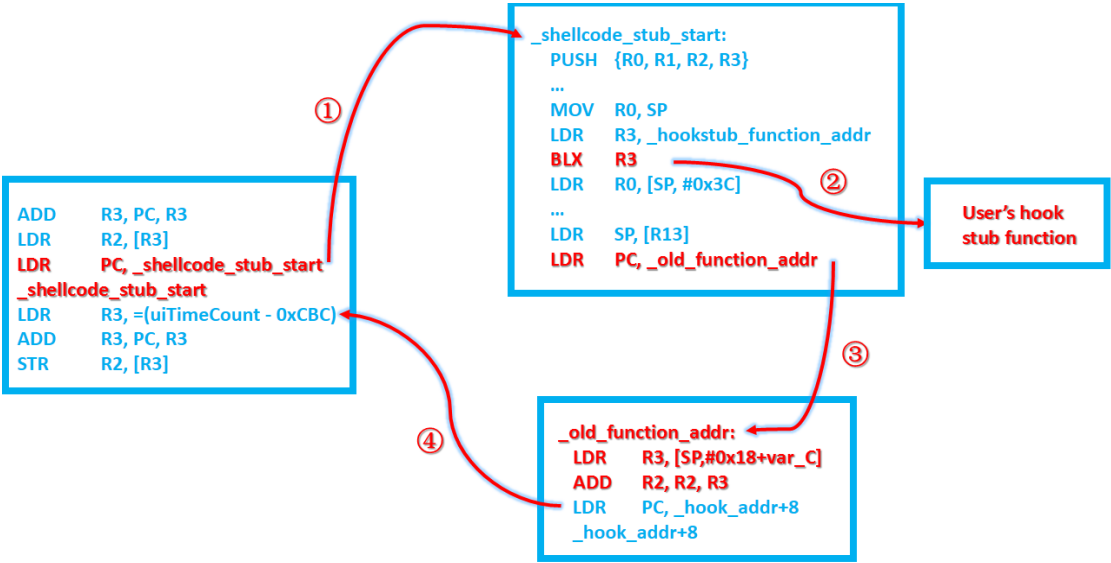 _shellcode_stub_start:
PUSH {R0, R1, R2, R3}
...
MOV R0, SP
LDR R3, _hookstub_function_addr
BLX R3
LDR R0, [SP, #0x3C]
...
LDR SP, [R13]
LDR PC, _old_function_addr
①
②
User's hook
stub function
ADD R3, PC, R3
LDR R2, [R3]
LDR PC, _shellcode_stub_start
_shellcode_stub_start
LDR R3, =(uiTimeCount - 0xCBC)
ADD R3, PC, R3
STR R2, [R3]
③
④
_old_function_addr:
LDR R3, [SP,#0x18+var_C]
ADD R2, R2, R3
LDR PC, _hook_addr+8
_hook_addr+8